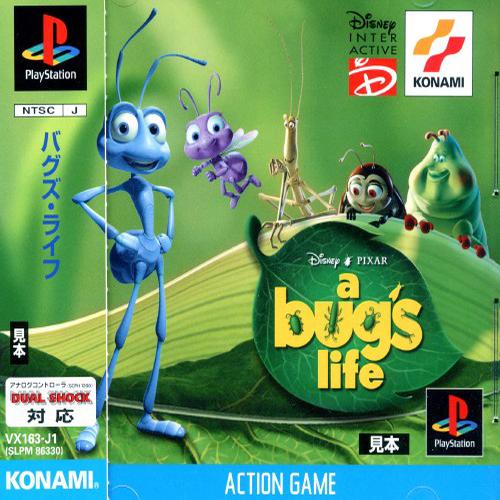 PlayStation
NTSC J
バグズ・ライフ
見本
アナログコントローラ(SCPH1200)
DUAL SHOCK
対応
VX163-J1
(SLPM 86330)
KONAMI
Disney
INTER
ACTIVE
D
KONAMI
Disney PIXAR
a
bug's
life
見本
PlayStation
ACTION GAME